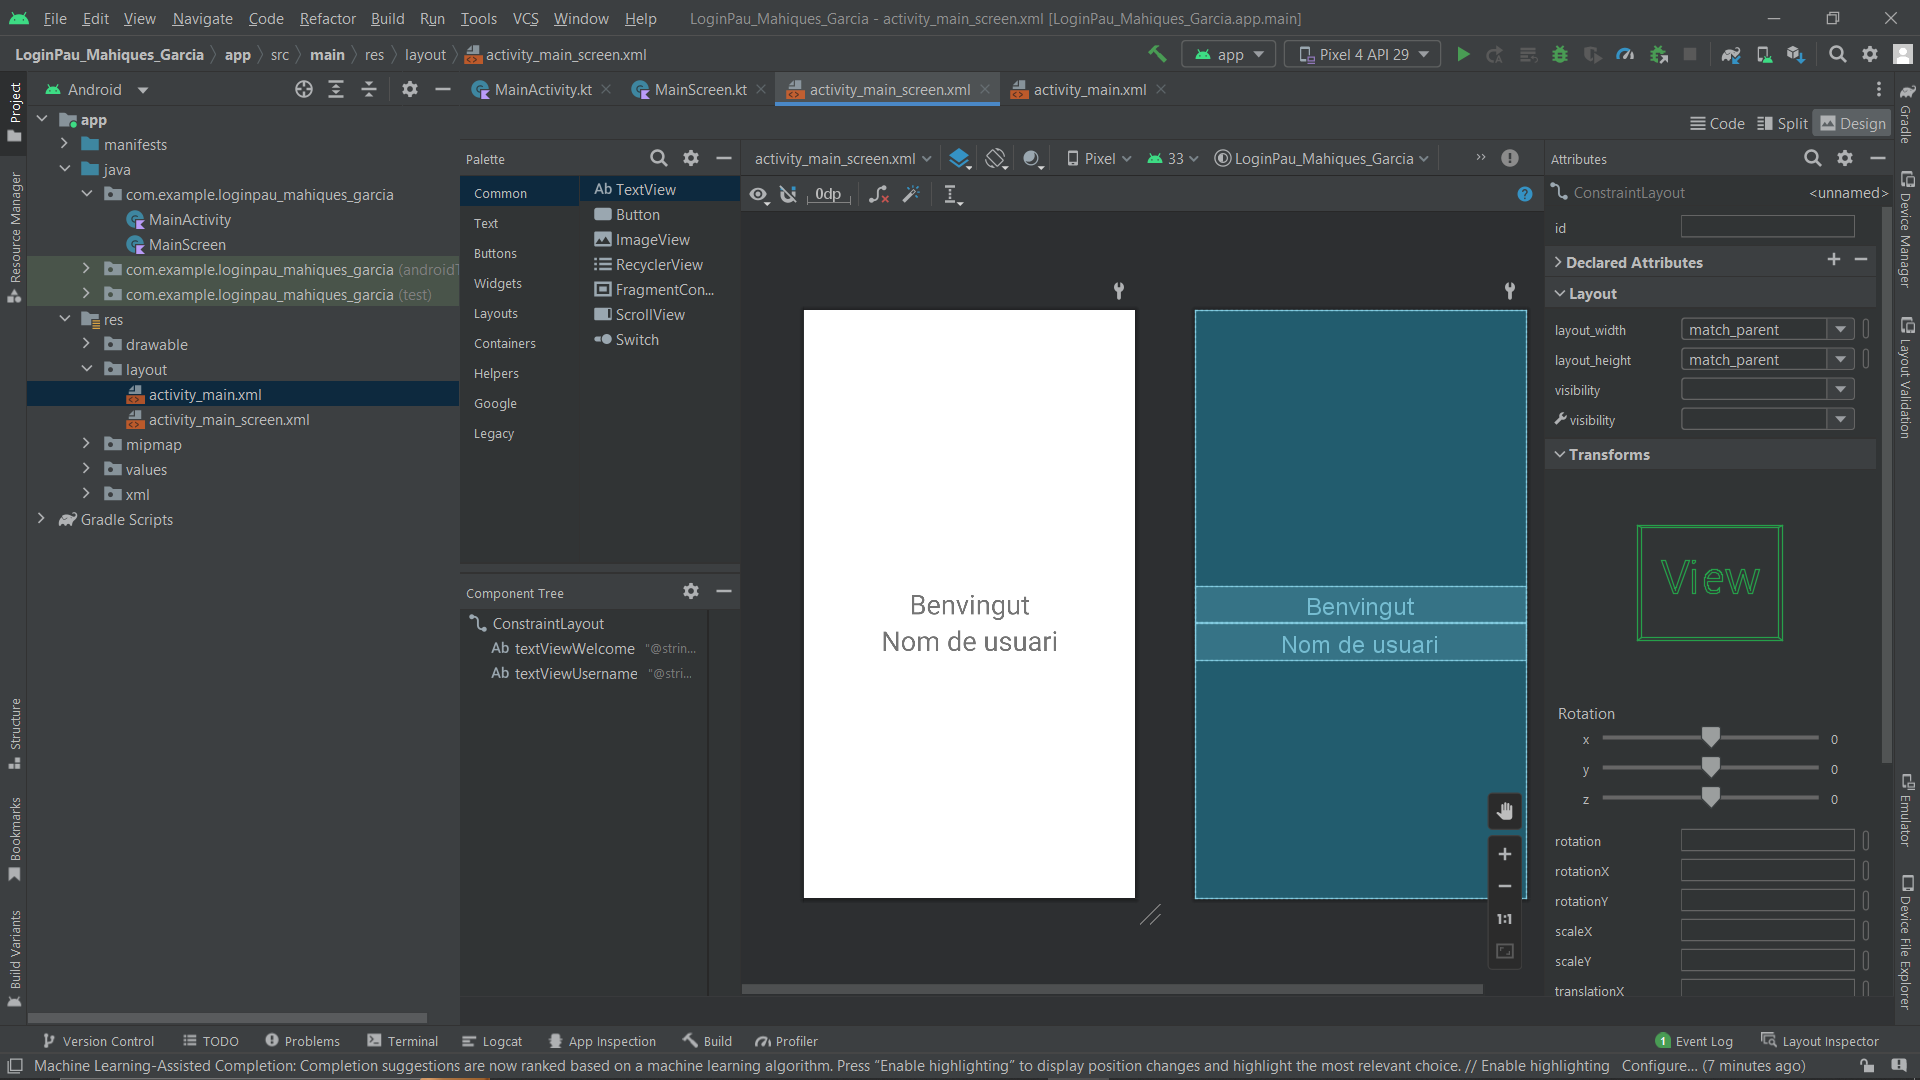 File Edit View Navigate Code Refactor Build Run Tools VCS Window Help LoginPau_Mahiques_Garcia - activity_main_screen.xml [LoginPau_Mahiques_Garcia.app.main]
LoginPau_Mahiques_Garcia app src main res layout activity_main_screen.xml app Pixel 4 API 29
Android MainActivity.kt MainScreen.kt activity_main_screen.xml activity_main.xml
Code Split Design
Project
Resource Manager
Structure
Bookmarks
Build Variants
app
manifests
java
com.example.loginpau_mahiques_garcia
MainActivity
MainScreen
com.example.loginpau_mahiques_garcia (androidT
com.example.loginpau_mahiques_garcia (test)
res
drawable
layout
activity_main.xml
activity_main_screen.xml
mipmap
values
xml
Gradle Scripts
Palette
Common
Text
Buttons
Widgets
Layouts
Containers
Helpers
Google
Legacy
Ab TextView
Button
ImageView
RecyclerView
FragmentCon...
ScrollView
Switch
Component Tree
ConstraintLayout
Ab textViewWelcome "@strin...
Ab textViewUsername "@stri...
activity_main_screen.xml Pixel 33 LoginPau_Mahiques_Garcia
0dp
Benvingut
Nom de usuari
Benvingut
Nom de usuari
1:1
Attributes
ConstraintLayout <unnamed>
id
Declared Attributes
Layout
layout_width match_parent
layout_height match_parent
visibility
visibility
Transforms
View
Rotation
x 0
y 0
z 0
rotation
rotationX
rotationY
scaleX
scaleY
translationX
Gradle
Device Manager
Layout Validation
Emulator
Device File Explorer
Version Control TODO Problems Terminal Logcat App Inspection Build Profiler 1 Event Log Layout Inspector
Machine Learning-Assisted Completion: Completion suggestions are now ranked based on a machine learning algorithm. Press “Enable highlighting” to display position changes and highlight the most relevant choice. // Enable highlighting Configure... (7 minutes ago)